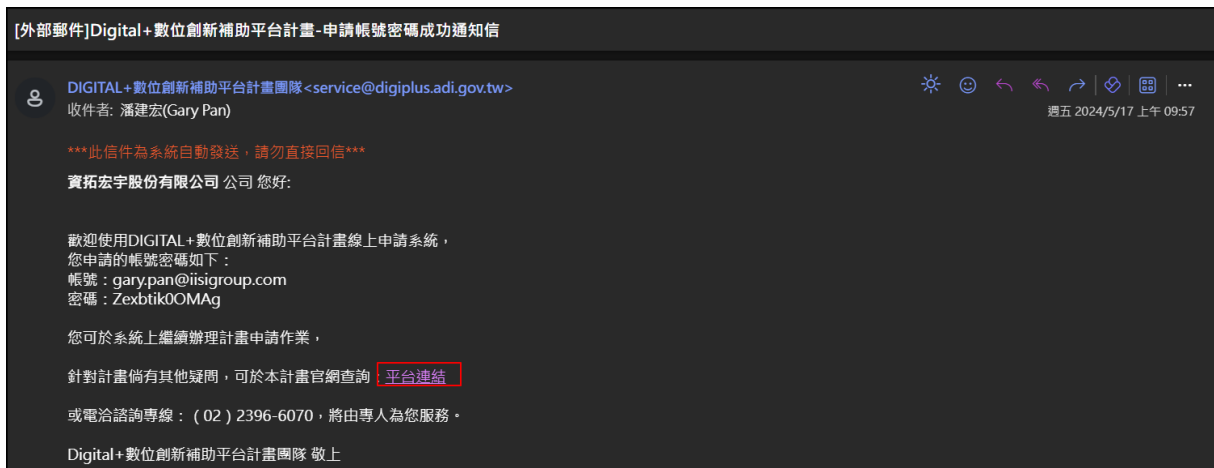 [外部郵件]Digital+數位創新補助平台計畫-申請帳號密碼成功通知信
DIGITAL+數位創新補助平台計畫團隊<service@digiplus.adi.gov.tw>
收件者: 潘建宏(Gary Pan)
週五 2024/5/17 上午 09:57
***此信件為系統自動發送，請勿直接回信***
資拓宏宇股份有限公司 公司 您好:
歡迎使用DIGITAL+數位創新補助平台計畫線上申請系統，
您申請的帳號密碼如下：
帳號：gary.pan@iisigroup.com
密碼：Zexbtik0OMAg
您可於系統上繼續辦理計畫申請作業，
針對計畫倘有其他疑問，可於本計畫官網查詢：平台連結
或電洽諮詢專線：（02）2396-6070，將由專人為您服務。
Digital+數位創新補助平台計畫團隊 敬上